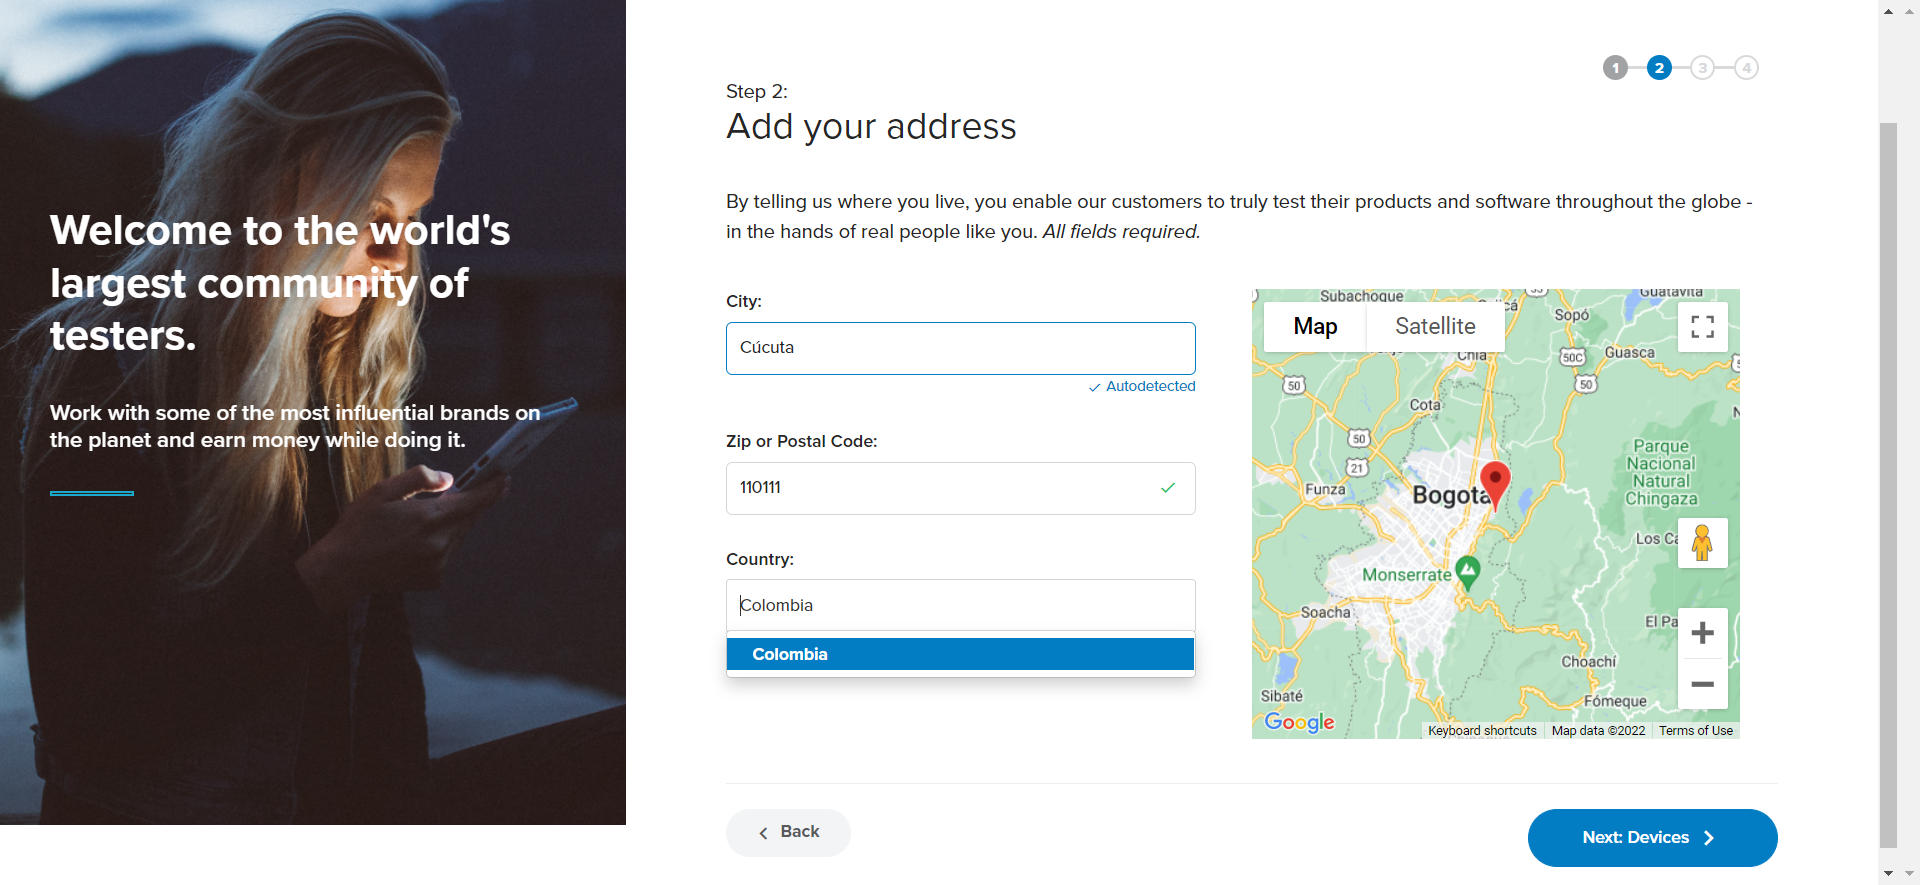 Welcome to the world's
largest community of
testers.
Work with some of the most influential brands on
the planet and earn money while doing it.
1
2
3
4
Step 2:
Add your address
By telling us where you live, you enable our customers to truly test their products and software throughout the globe -
in the hands of real people like you. All fields required.
City:
Cúcuta
Autodetected
Zip or Postal Code:
110111
Country:
Colombia
Colombia
Map
Satellite
Subachoque
Guatavita
Sopó
50C
Guasca
Chía
50
50
Cota
50
21
Parque
Nacional
Natural
Chingaza
Funza
Bogota
Monserrate
Soacha
Choachí
Sibaté
Fómeque
Google
Keyboard shortcuts
Map data ©2022
Terms of Use
Back
Next: Devices